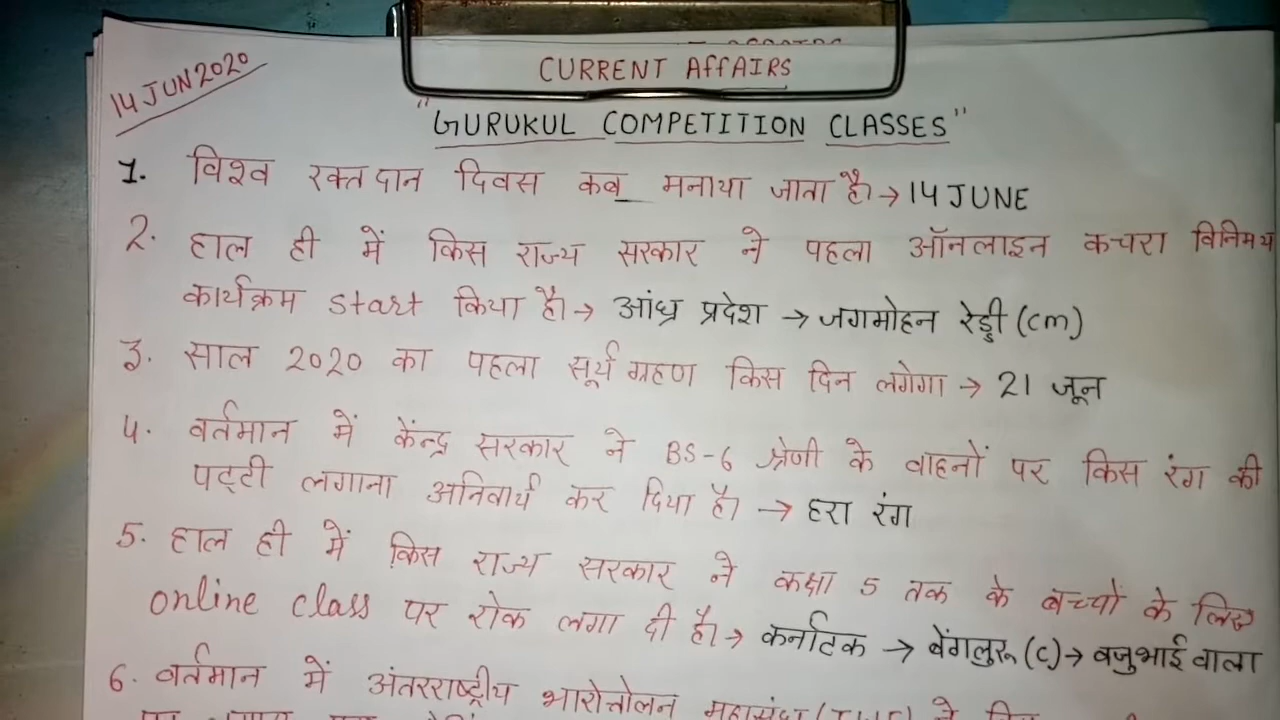 14 JUN 2020
CURRENT AffAIRS
"GURUKUL COMPETITION CLASSES"
1. विश्व रक्तदान दिवस कब मनाया जाता है। → 14 JUNE
2. हाल ही में किस राज्य सरकार ने पहला ऑनलाइन कचरा विनिमय
कार्यक्रम start किया है। → आंध्र प्रदेश → जगमोहन रेड्डी (cm)
3. साल 2020 का पहला सूर्य ग्रहण किस दिन लगेगा → 21 जून
4. वर्तमान में केंन्द्र सरकार ने BS-6 श्रेणी के वाहनों पर किस रंग की
पट्टी लगाना अनिवार्य कर दिया है। → हरा रंग
5. हाल ही में किस राज्य सरकार ने कक्षा 5 तक के बच्चों के लिए
online class पर रोक लगा दी है। → कर्नाटक → बेंगलुरू (c) → वजुभाई वाला
6. वर्तमान में अंतरराष्ट्रीय भारोत्तोलन महासंघ ने